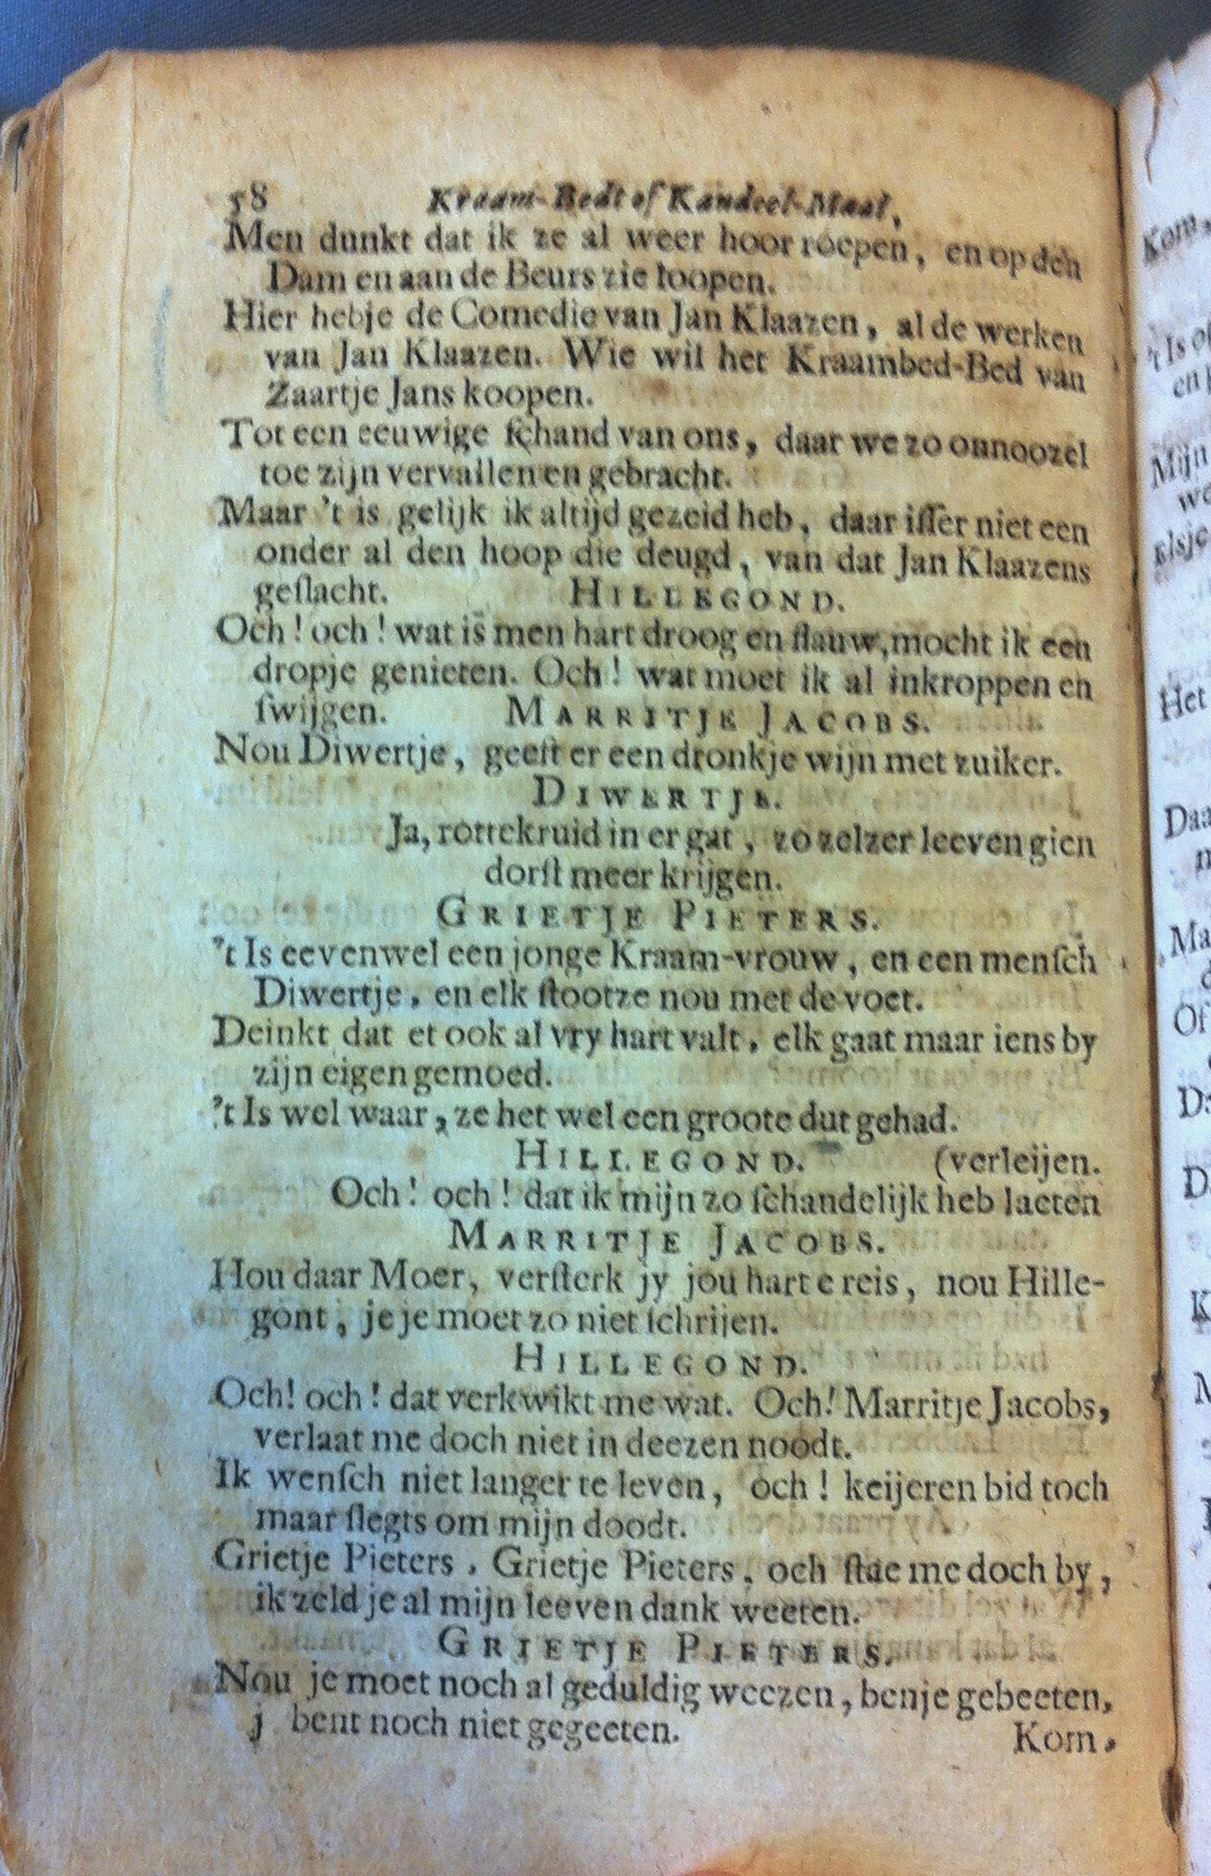 58 Kraam-Bedt of Kandeel-Maal,
Men dunkt dat ik ze al weer hoor roepen, en op den
Dam en aan de Beurs zie loopen.
Hier hebje de Comedie van Jan Klaazen, al de werken
van Jan Klaazen. Wie wil het Kraambed-Bed van
Zaartje Jans koopen.
Tot een eeuwige ſchand van ons, daar we zo onnoozel
toe zijn vervallen en gebracht.
Maar 't is gelijk ik altijd gezeid heb, daar iſſer niet een
onder al den hoop die deugd, van dat Jan Klaazens
geſlacht. HILLEGOND.
Och! och! wat is men hart droog en flauw, mocht ik een
dropje genieten. Och! wat moet ik al inkroppen en
ſwijgen. MARRITJE JACOBS.
Nou Diwertje, geeft er een dronkje wijn met zuiker.
DIWERTJE.
Ja, rottekruid in er gat, zo zelzer leeven gien
dorſt meer krijgen.
GRIETJE PIETERS.
't Is eevenwel een jonge Kraam-vrouw, en een menſch
Diwertje, en elk ſtootze nou met de voet.
Deinkt dat et ook al vry hart valt, elk gaat maar iens by
zijn eigen gemoed.
't Is wel waar, ze het wel een groote dut gehad.
HILLEGOND. (verleijen.
Och! och! dat ik mijn zo ſchandelijk heb laeten
MARRITJE JACOBS.
Hou daar Moer, verſterk jy jou hart e reis, nou Hille-
gont, je je moet zo niet ſchrijen.
HILLEGOND.
Och! och! dat verkwikt me wat. Och! Marritje Jacobs,
verlaat me doch niet in deezen noodt.
Ik wenſch niet langer te leven, och! keijeren bid toch
maar ſlegts om mijn doodt.
Grietje Pieters, Grietje Pieters, och ſtae me doch by,
ik zeld je al mijn leeven dank weeten.
GRIETJE PIETERS.
Nou je moet noch al geduldig weezen, benje gebeeten,
j bent noch niet gegeeten. Kom,
Kom,
't Is
en
Mijn
we
Elsje
Het
Daa
Ma
Of